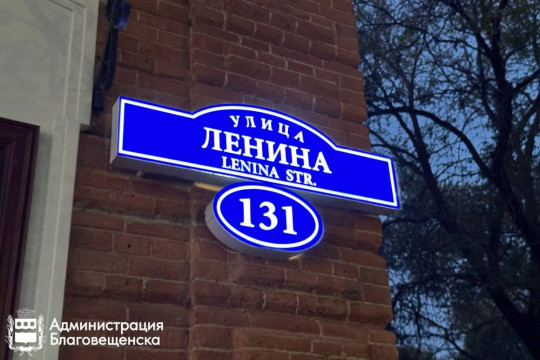 УЛИЦА
ЛЕНИНА
LENINA STR.
131
Администрация
Благовещенска